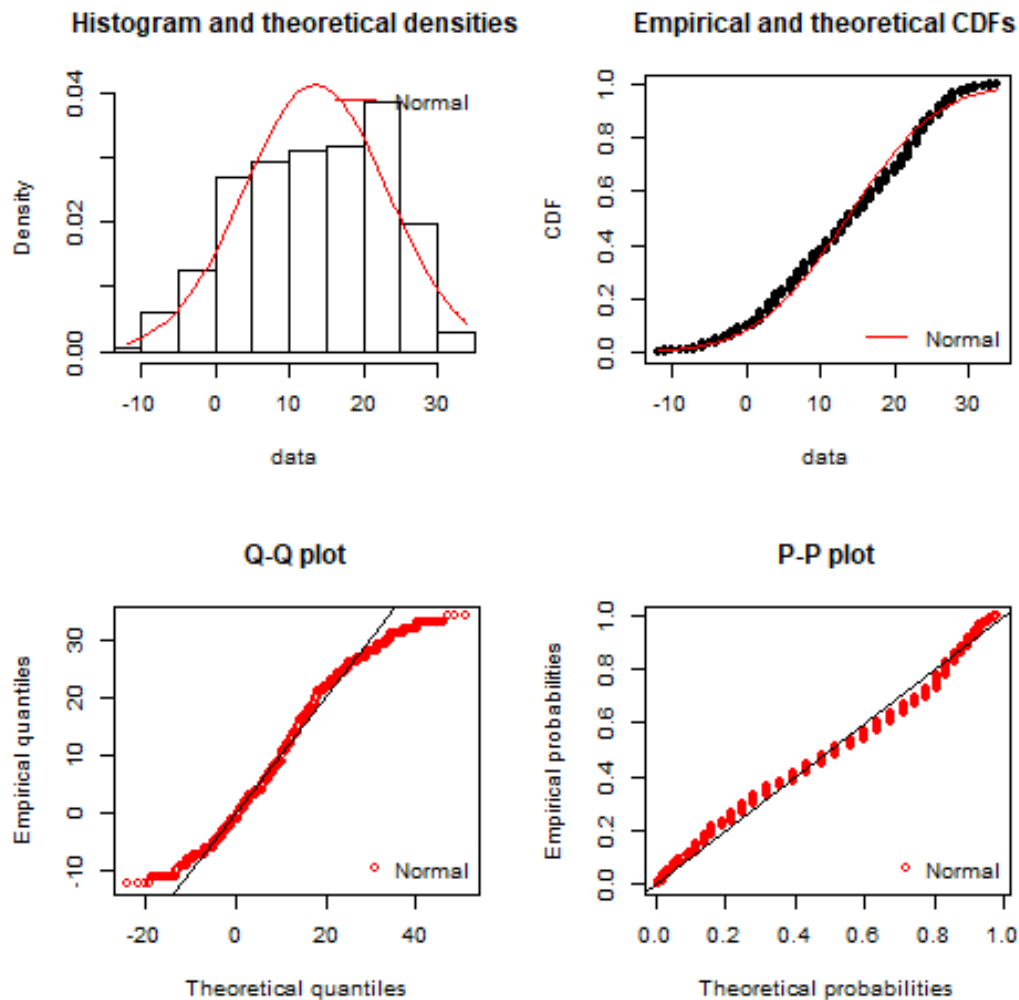 Histogram and theoretical densities
Density
0.00
0.02
0.04
Normal
-10 0 10 20 30
data
Empirical and theoretical CDFs
CDF
0.0 0.2 0.4 0.6 0.8 1.0
Normal
-10 0 10 20 30
data
Q-Q plot
Empirical quantiles
-10 0 10 20 30
Normal
-20 0 20 40
Theoretical quantiles
P-P plot
Empirical probabilities
0.0 0.2 0.4 0.6 0.8 1.0
Normal
0.0 0.2 0.4 0.6 0.8 1.0
Theoretical probabilities